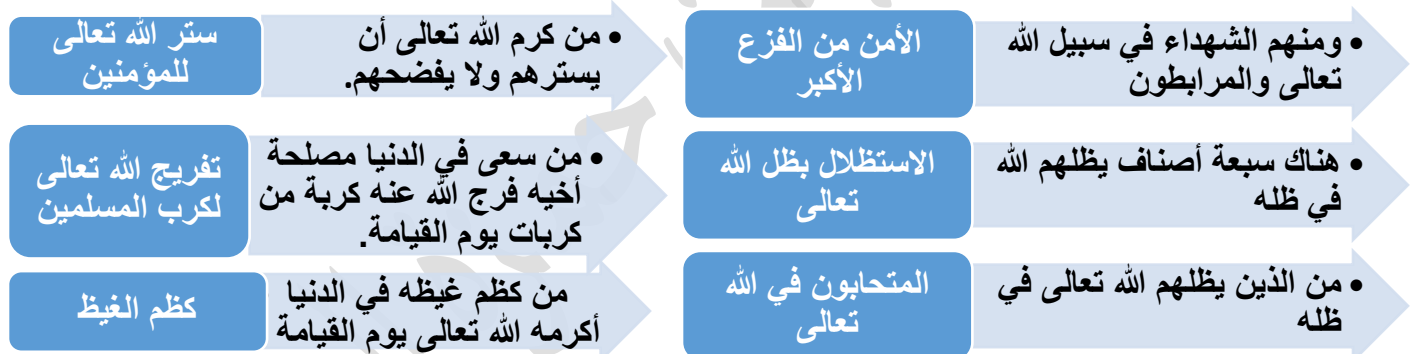 الأمن من الفزع
الأكبر
• ومنهم الشهداء في سبيل الله
تعالى والمرابطون
الاستظلال بظل الله
تعالى
• هناك سبعة أصناف يظلهم الله
في ظله
المتحابون في الله
تعالى
• من الذين يظلهم الله تعالى في
ظله
ستر الله تعالى
للمؤمنين
• من كرم الله تعالى أن
يسترهم ولا يفضحهم.
تفريج الله تعالى
لكرب المسلمين
• من سعى في الدنيا مصلحة
أخيه فرج الله عنه كربة من
كربات يوم القيامة.
كظم الغيظ
من كظم غيظه في الدنيا
أكرمه الله تعالى يوم القيامة